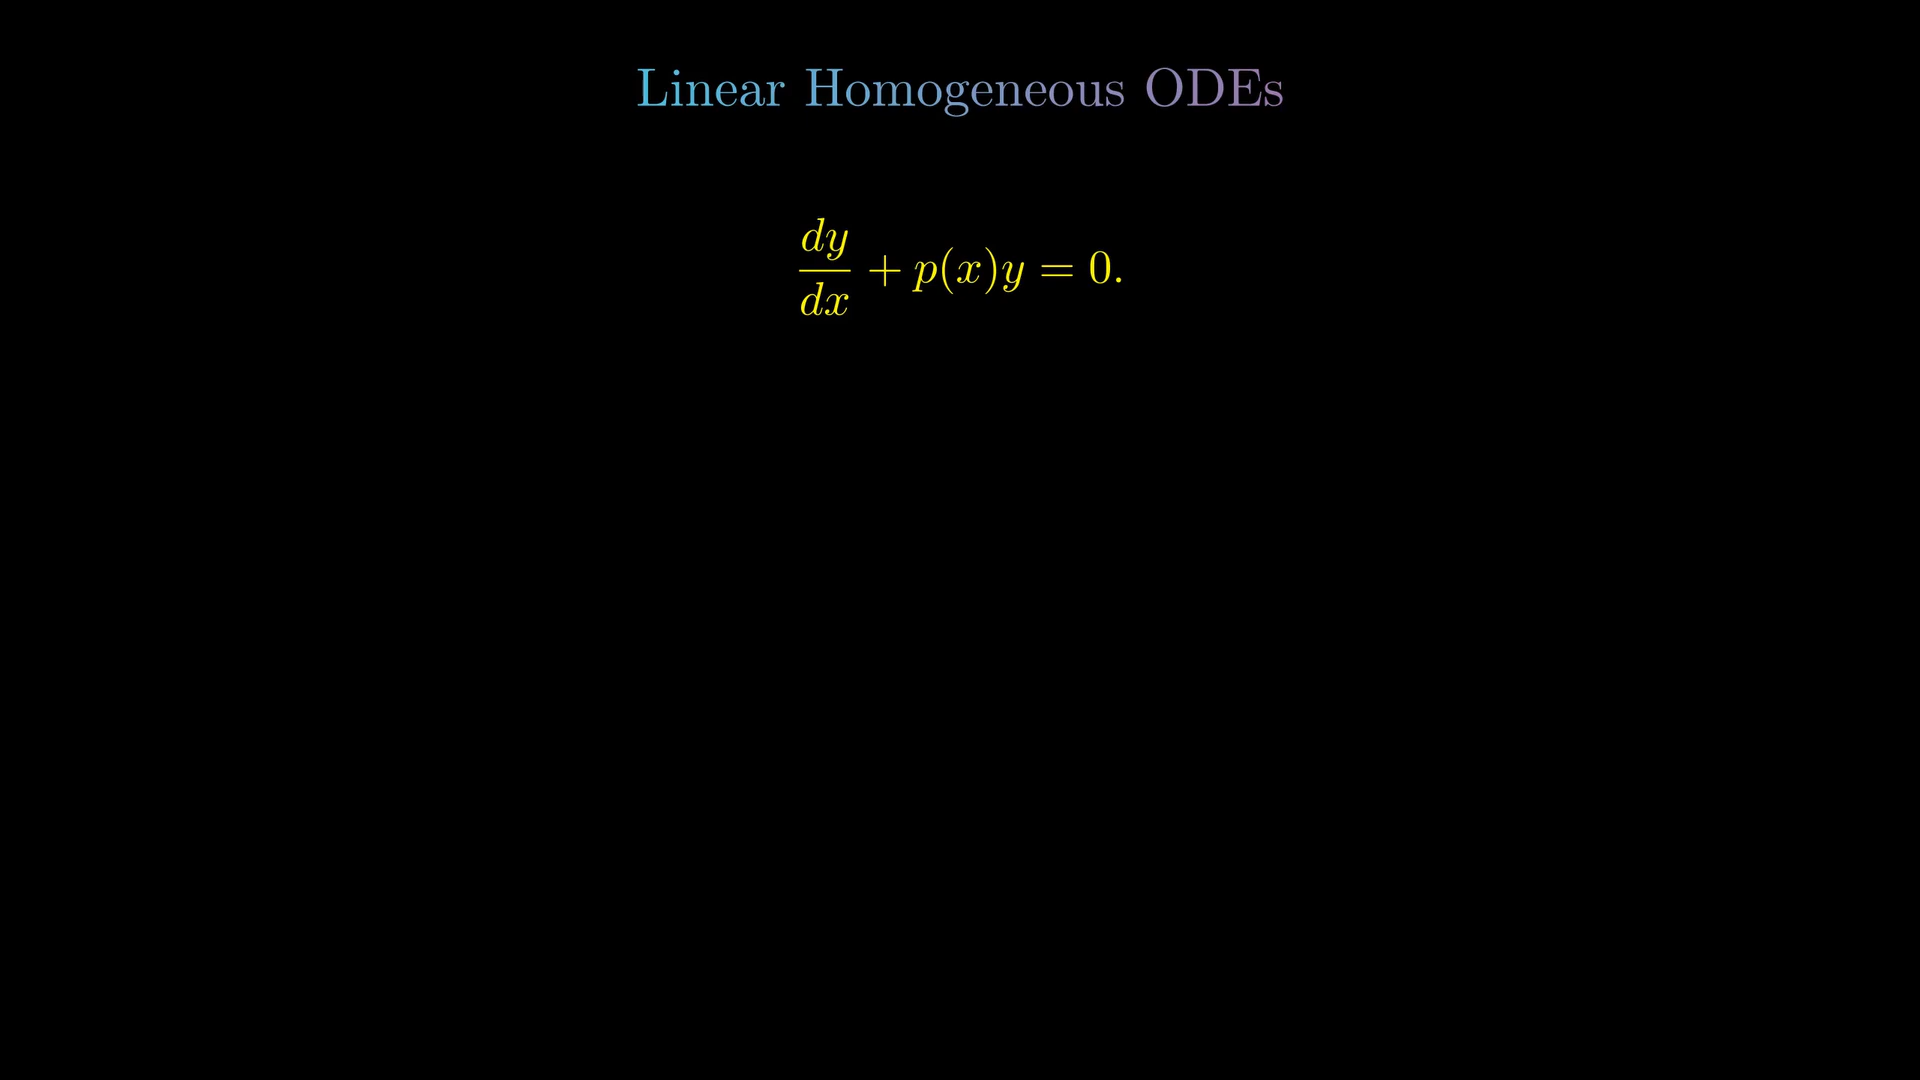 Linear Homogeneous ODEs
dy/dx + p(x)y = 0.